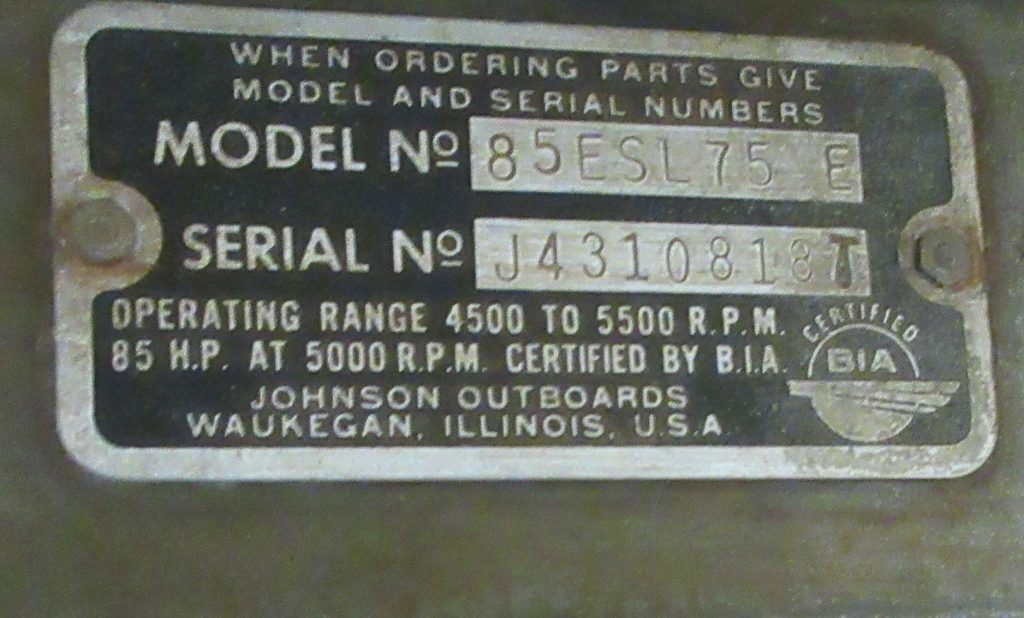 WHEN ORDERING PARTS GIVE
MODEL AND SERIAL NUMBERS
MODEL Nº 85ESL75 E
SERIAL Nº J4310818T
OPERATING RANGE 4500 TO 5500 R.P.M.
85 H.P. AT 5000 R.P.M. CERTIFIED BY B.I.A.
JOHNSON OUTBOARDS
WAUKEGAN, ILLINOIS, U.S.A
CERTIFIED
BIA